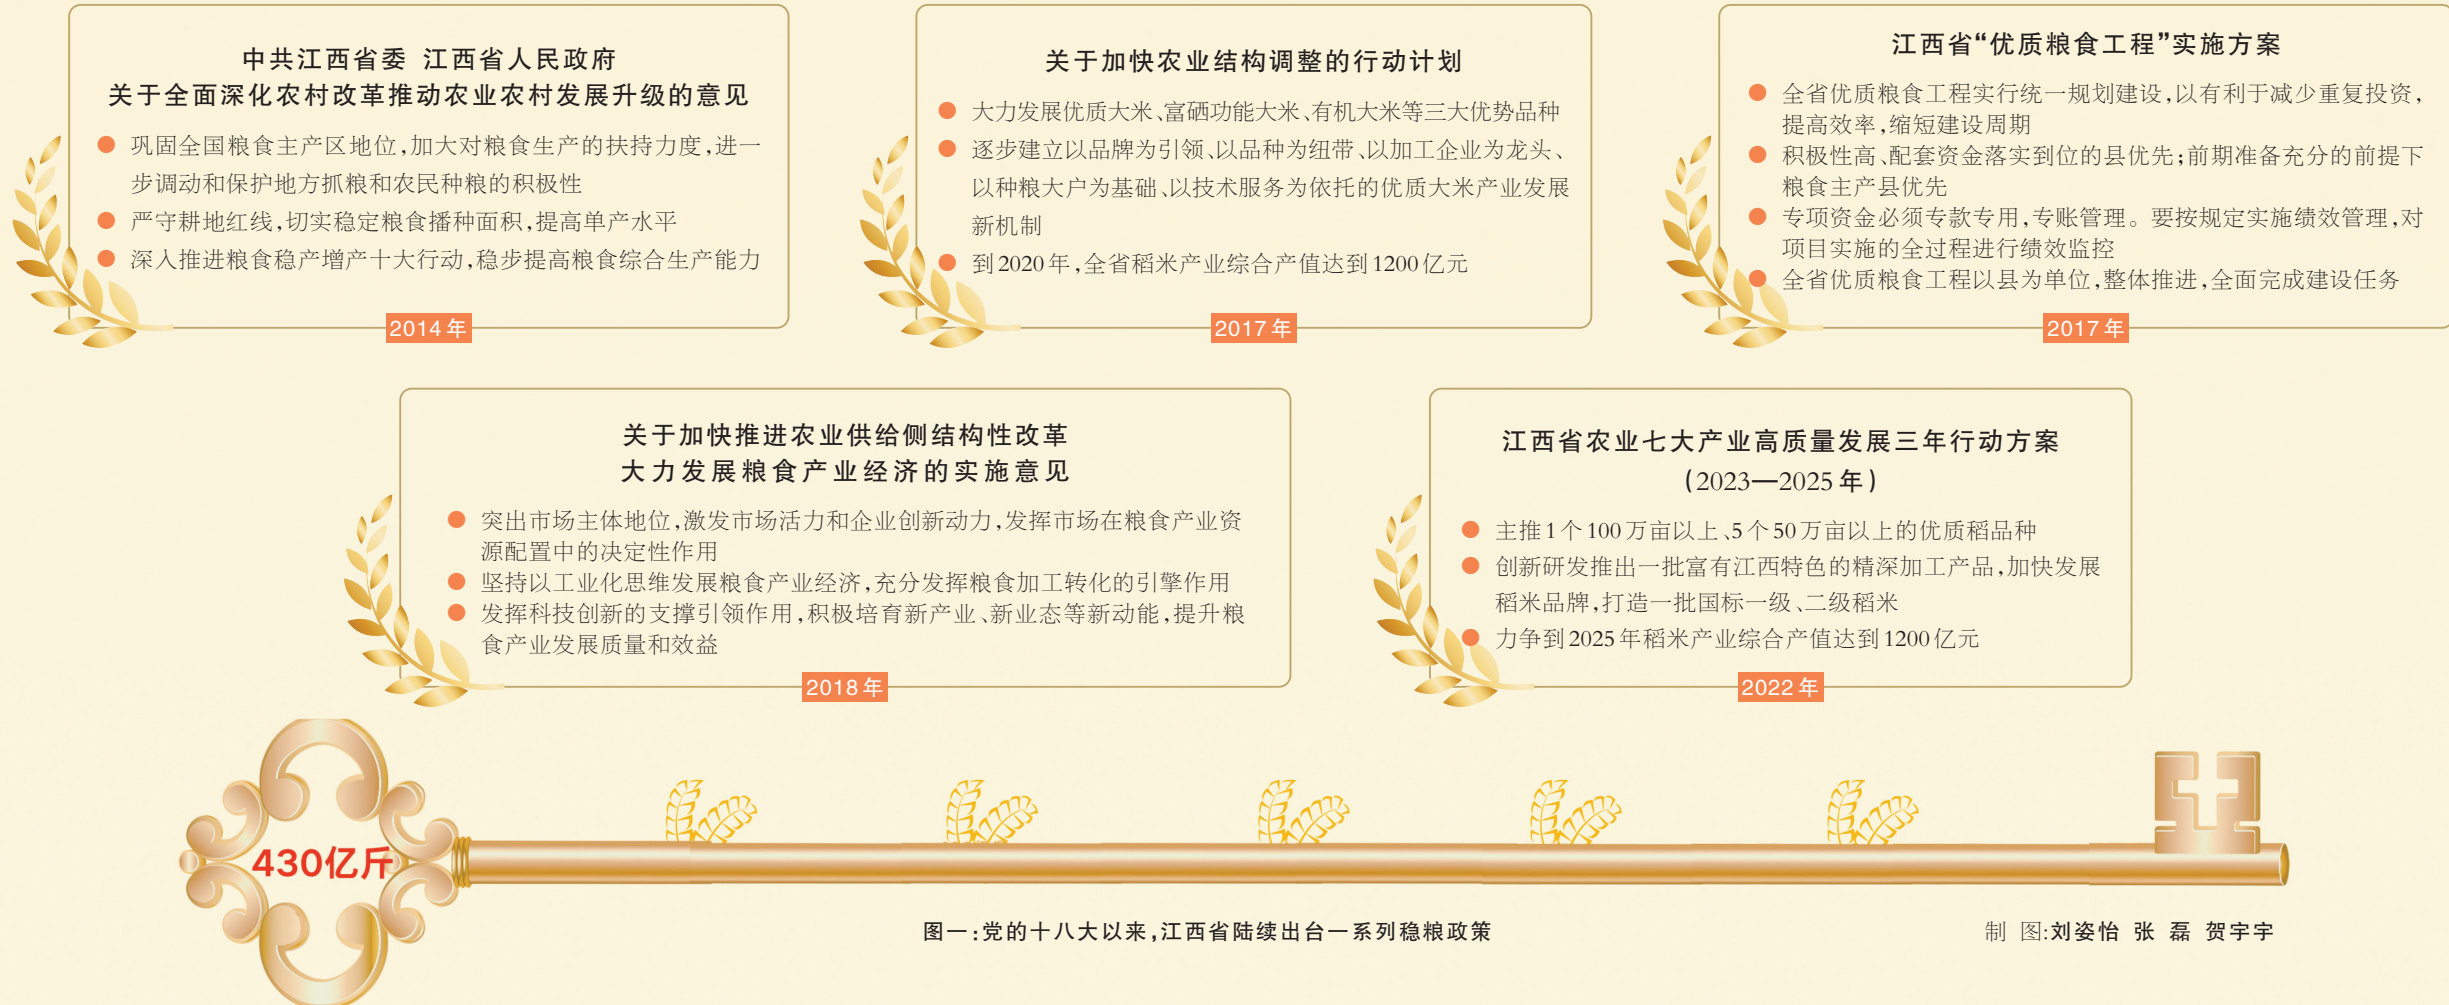 中共江西省委 江西省人民政府
关于全面深化农村改革推动农业农村发展升级的意见
巩固全国粮食主产区地位,加大对粮食生产的扶持力度,进一
步调动和保护地方抓粮和农民种粮的积极性
严守耕地红线,切实稳定粮食播种面积,提高单产水平
深入推进粮食稳产增产十大行动,稳步提高粮食综合生产能力
2014年
关于加快农业结构调整的行动计划
大力发展优质大米、富硒功能大米、有机大米等三大优势品种
逐步建立以品牌为引领、以品种为纽带、以加工企业为龙头、
以种粮大户为基础、以技术服务为依托的优质大米产业发展
新机制
到2020年,全省稻米产业综合产值达到1200亿元
2017年
江西省“优质粮食工程”实施方案
全省优质粮食工程实行统一规划建设,以有利于减少重复投资,
提高效率,缩短建设周期
积极性高、配套资金落实到位的县优先;前期准备充分的前提下
粮食主产县优先
专项资金必须专款专用,专账管理。要按规定实施绩效管理,对
项目实施的全过程进行绩效监控
全省优质粮食工程以县为单位,整体推进,全面完成建设任务
2017年
关于加快推进农业供给侧结构性改革
大力发展粮食产业经济的实施意见
突出市场主体地位,激发市场活力和企业创新动力,发挥市场在粮食产业资
源配置中的决定性作用
坚持以工业化思维发展粮食产业经济,充分发挥粮食加工转化的引擎作用
发挥科技创新的支撑引领作用,积极培育新产业、新业态等新动能,提升粮
食产业发展质量和效益
2018年
江西省农业七大产业高质量发展三年行动方案
(2023—2025年)
主推1个100万亩以上、5个50万亩以上的优质稻品种
创新研发推出一批富有江西特色的精深加工产品,加快发展
稻米品牌,打造一批国标一级、二级稻米
力争到2025年稻米产业综合产值达到1200亿元
2022年
430亿斤
图一:党的十八大以来,江西省陆续出台一系列稳粮政策
制 图:刘姿怡 张 磊 贺宇宇